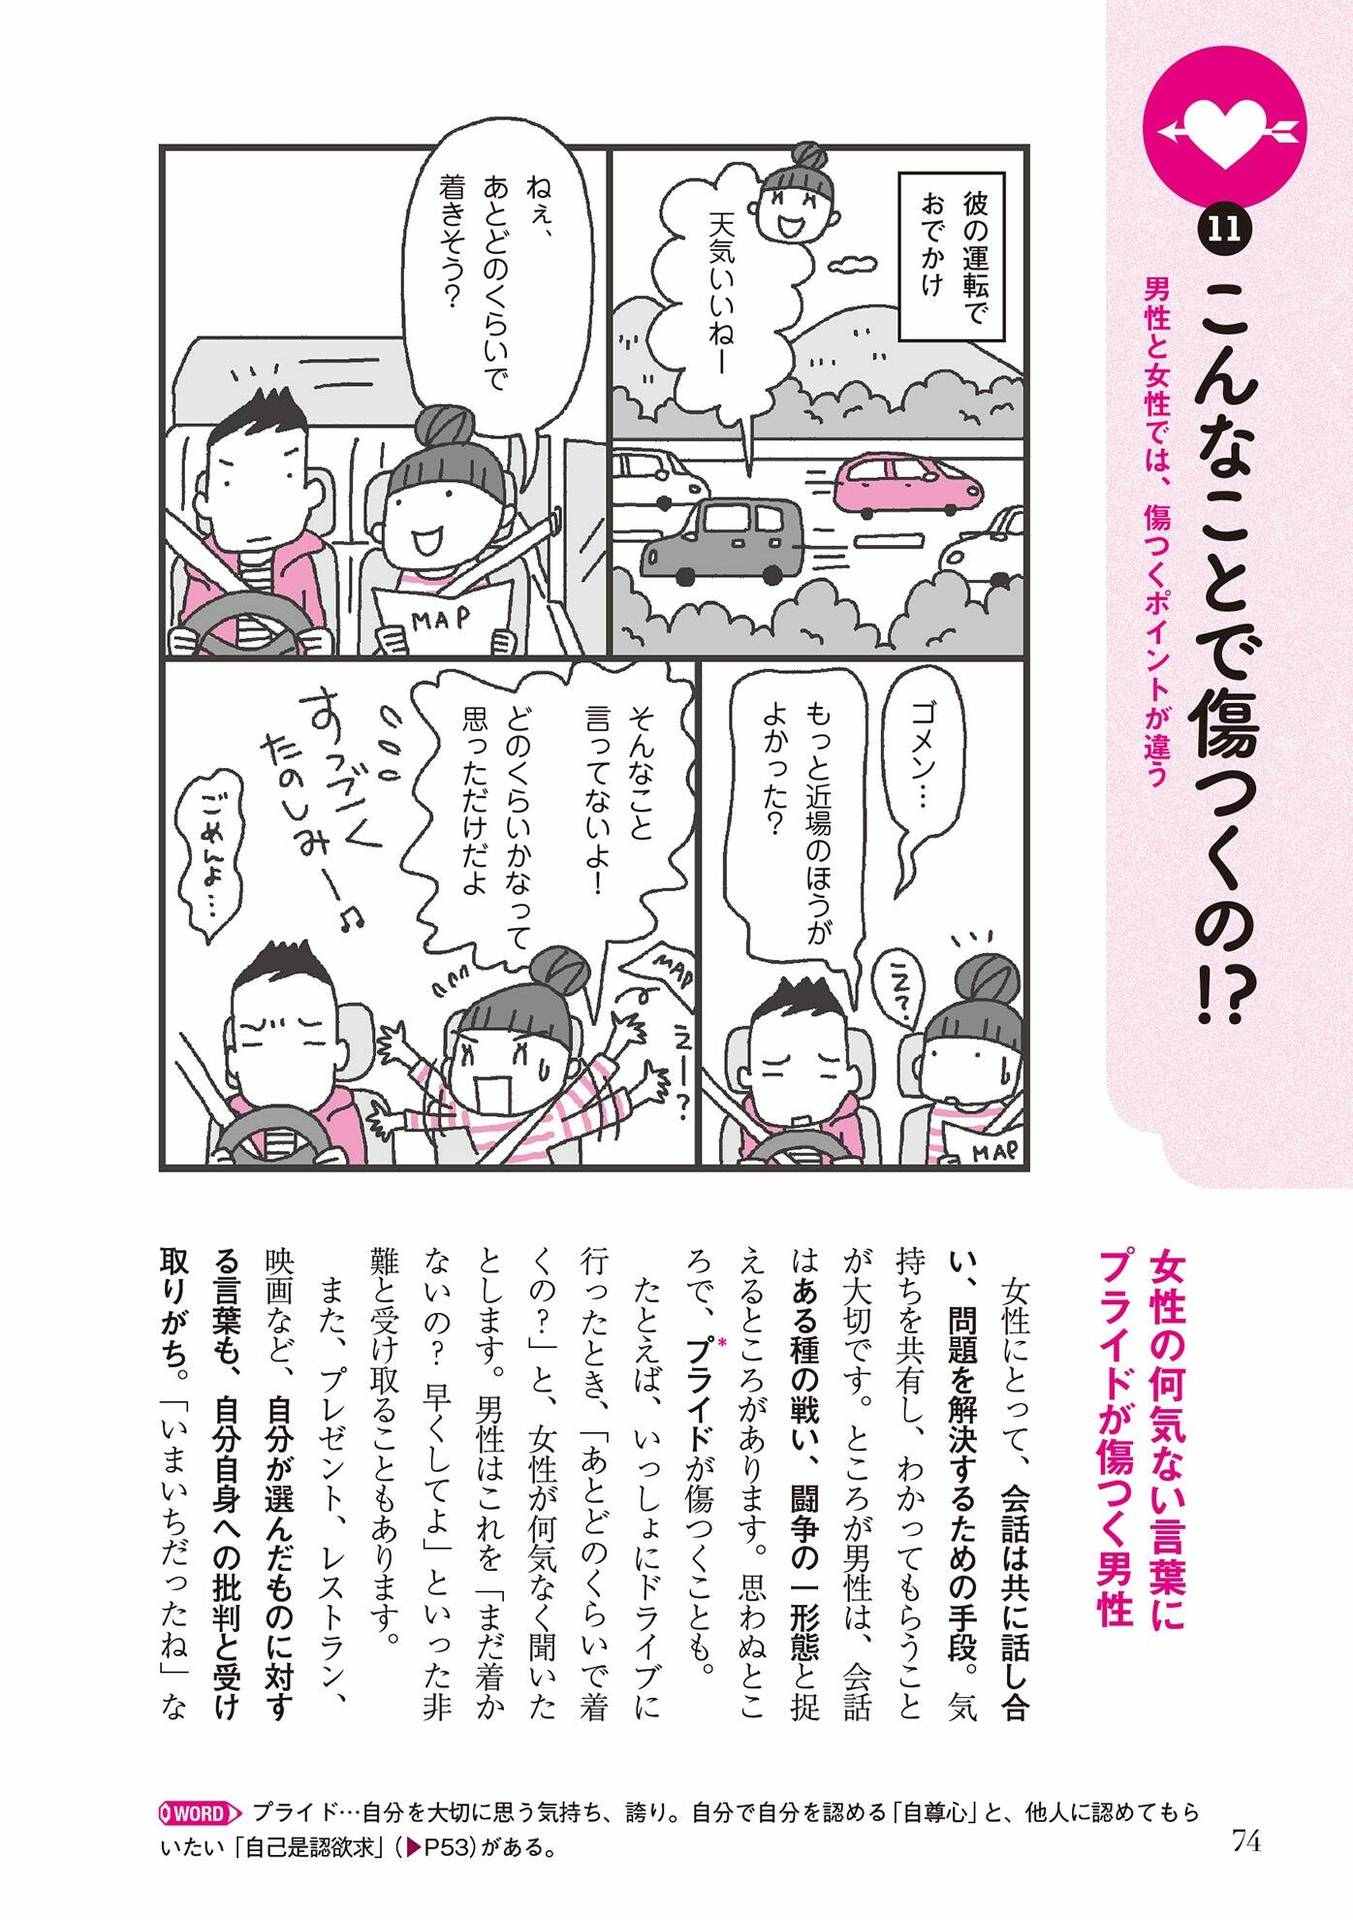 11
こんなことで傷つくの!?
男性と女性では、傷つくポイントが違う
彼の運転で
おでかけ
天気いいねー
ねぇ、
あとどのくらいで
着きそう?
MAP
ゴメン…
もっと近場のほうが
よかった?
え?
MAP
そんなこと
言ってないよ!
どのくらいかなって
思っただけだよ
MAP
えー?
すっごく
たのしみー♪
ごめんよ…
女性の何気ない言葉に
プライドが傷つく男性
女性にとって、会話は共に話し合
い、問題を解決するための手段。気
持ちを共有し、わかってもらうこと
が大切です。ところが男性は、会話
はある種の戦い、闘争の一形態と捉
えるところがあります。思わぬとこ
ろで、プライド*が傷つくことも。
たとえば、いっしょにドライブに
行ったとき、「あとどのくらいで着
くの?」と、女性が何気なく聞いた
とします。男性はこれを「まだ着か
ないの? 早くしてよ」といった非
難と受け取ることもあります。
また、プレゼント、レストラン、
映画など、自分が選んだものに対す
る言葉も、自分自身への批判と受け
取りがち。「いまいちだったね」な
WORD プライド…自分を大切に思う気持ち、誇り。自分で自分を認める「自尊心」と、他人に認めてもら
いたい「自己是認欲求」(▶P53)がある。
74